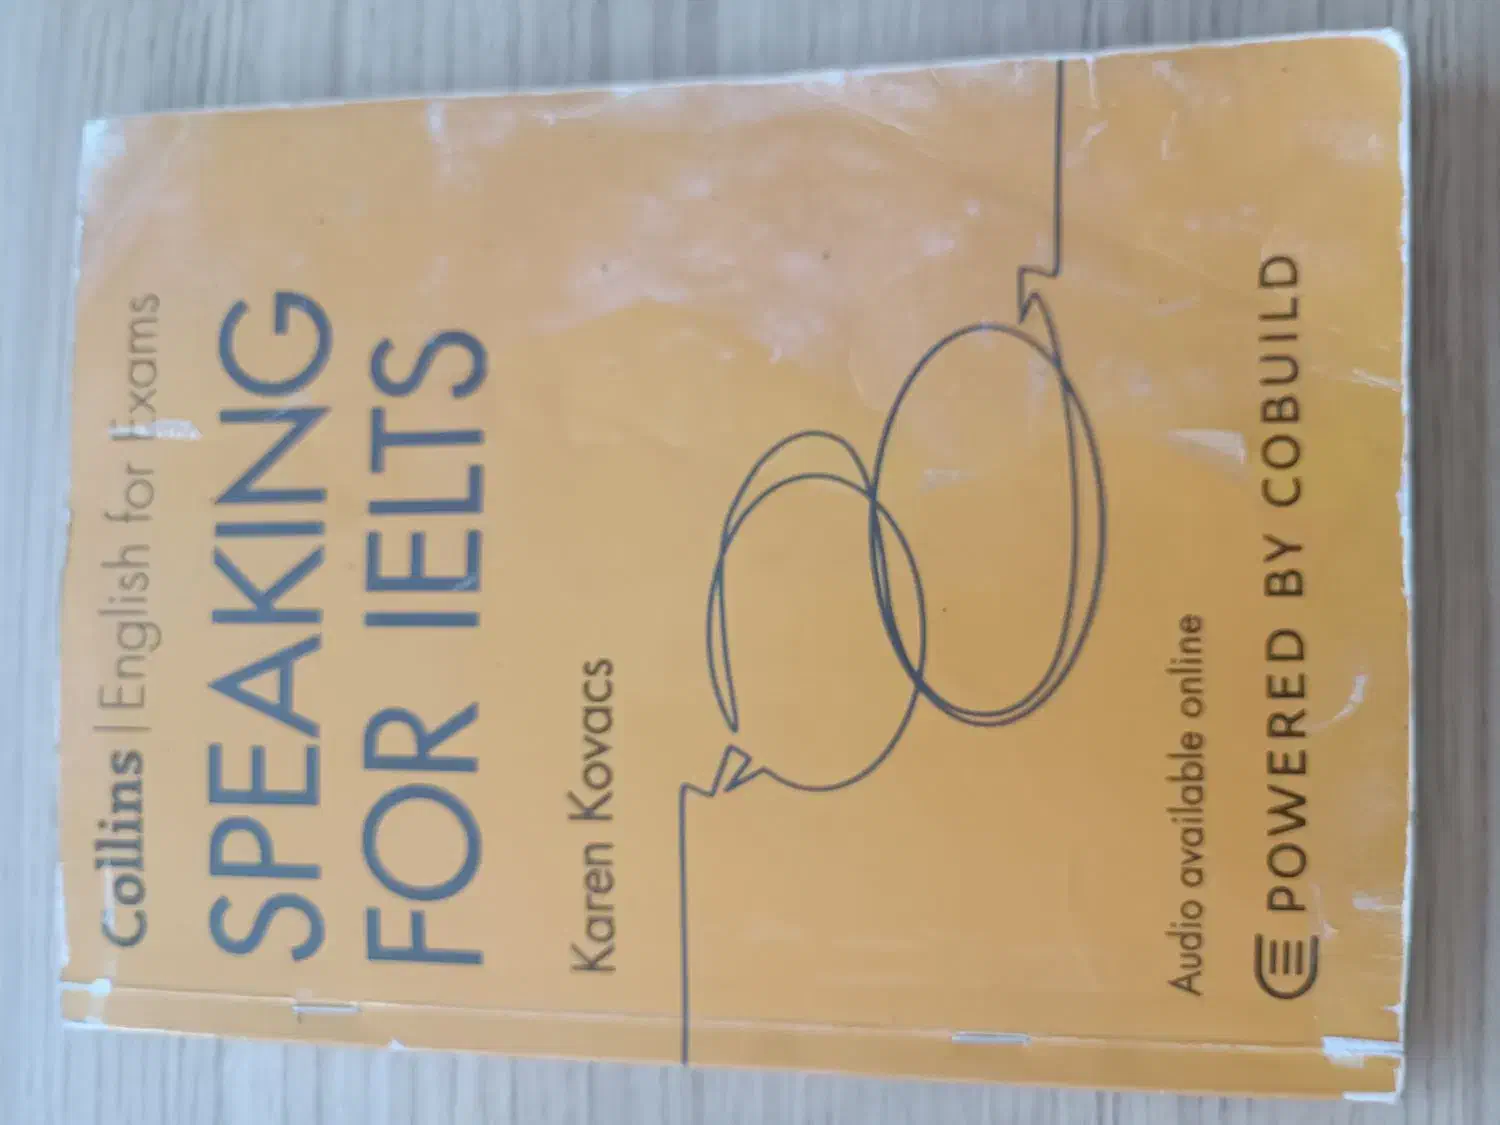 Collins | English for Exams
SPEAKING
FOR IELTS
Karen Kovacs
Audio available online
POWERED BY COBUILD